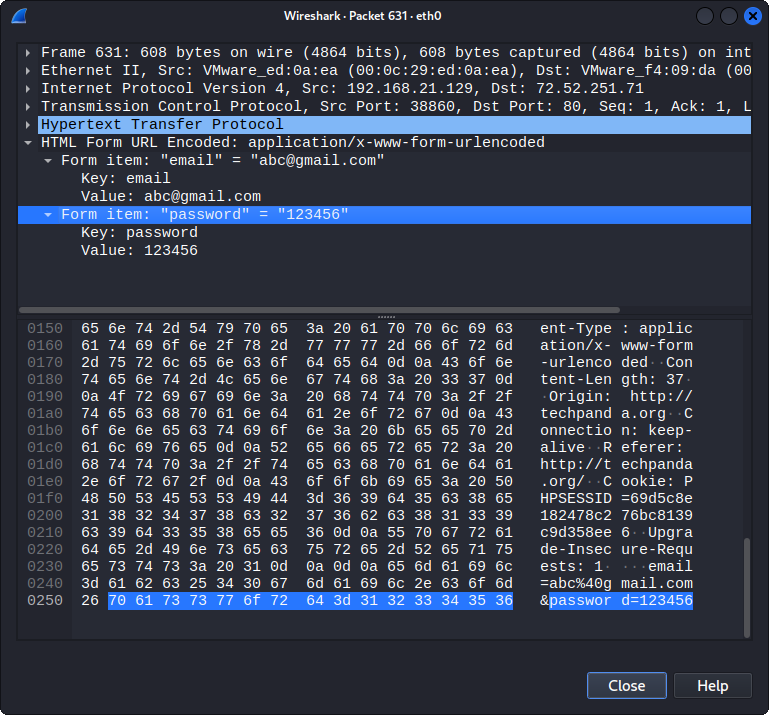 Wireshark · Packet 631 · eth0
Frame 631: 608 bytes on wire (4864 bits), 608 bytes captured (4864 bits) on int
Ethernet II, Src: VMware_ed:0a:ea (00:0c:29:ed:0a:ea), Dst: VMware_f4:09:da (00
Internet Protocol Version 4, Src: 192.168.21.129, Dst: 72.52.251.71
Transmission Control Protocol, Src Port: 38860, Dst Port: 80, Seq: 1, Ack: 1, L
Hypertext Transfer Protocol
HTML Form URL Encoded: application/x-www-form-urlencoded
Form item: "email" = "abc@gmail.com"
Key: email
Value: abc@gmail.com
Form item: "password" = "123456"
Key: password
Value: 123456
0150 65 6e 74 2d 54 79 70 65 3a 20 61 70 70 6c 69 63 ent-Type : applic
0160 61 74 69 6f 6e 2f 78 2d 77 77 77 2d 66 6f 72 6d ation/x- www-form
0170 2d 75 72 6c 65 6e 63 6f 64 65 64 0d 0a 43 6f 6e -urlenco ded··Con
0180 74 65 6e 74 2d 4c 65 6e 67 74 68 3a 20 33 37 0d tent-Len gth: 37·
0190 0a 4f 72 69 67 69 6e 3a 20 68 74 74 70 3a 2f 2f ·Origin:  http://
01a0 74 65 63 68 70 61 6e 64 61 2e 6f 72 67 0d 0a 43 techpand a.org··C
01b0 6f 6e 6e 65 63 74 69 6f 6e 3a 20 6b 65 65 70 2d onnectio n: keep-
01c0 61 6c 69 76 65 0d 0a 52 65 66 65 72 65 72 3a 20 alive··R eferer:
01d0 68 74 74 70 3a 2f 2f 74 65 63 68 70 61 6e 64 61 http://t echpanda
01e0 2e 6f 72 67 2f 0d 0a 43 6f 6f 6b 69 65 3a 20 50 .org/··C ookie: P
01f0 48 50 53 45 53 53 49 44 3d 36 39 64 35 63 38 65 HPSESSID =69d5c8e
0200 31 38 32 34 37 38 63 32 37 36 62 63 38 31 33 39 182478c2 76bc8139
0210 63 39 64 33 35 38 65 65 36 0d 0a 55 70 67 72 61 c9d358ee 6··Upgra
0220 64 65 2d 49 6e 73 65 63 75 72 65 2d 52 65 71 75 de-Insec ure-Requ
0230 65 73 74 73 3a 20 31 0d 0a 0d 0a 65 6d 61 69 6c ests: 1· ···email
0240 3d 61 62 63 25 34 30 67 6d 61 69 6c 2e 63 6f 6d =abc%40g mail.com
0250 26 70 61 73 73 77 6f 72 64 3d 31 32 33 34 35 36 &passwor d=123456
Close Help